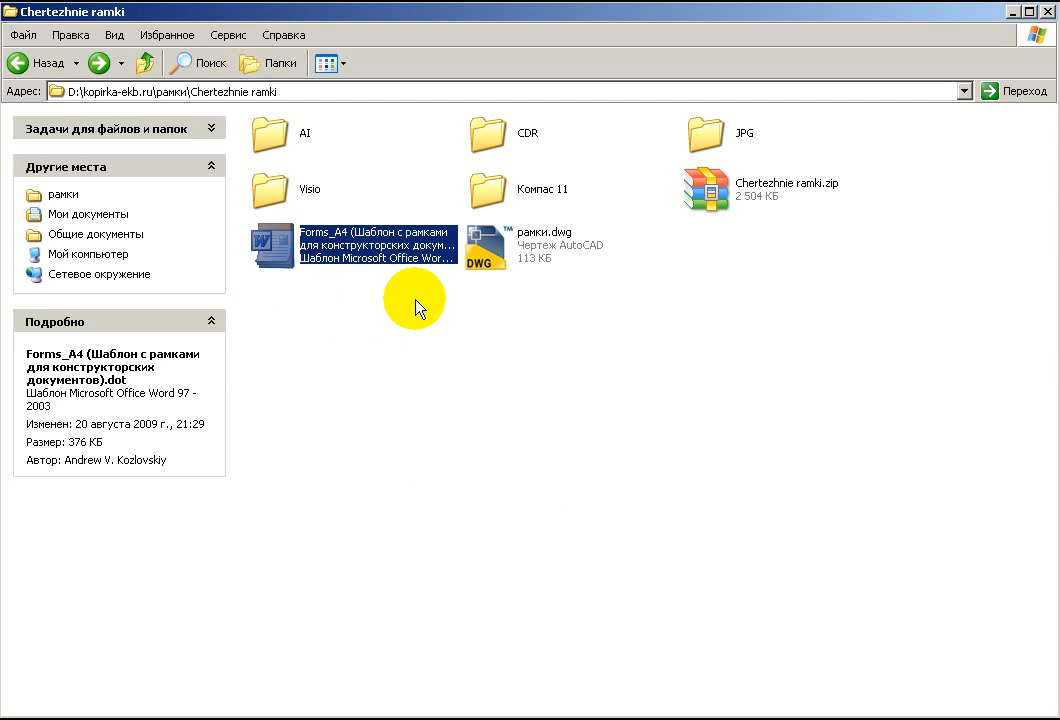 Chertezhnie ramki
Файл Правка Вид Избранное Сервис Справка
Назад Поиск Папки
Адрес: D:\kopirka-ekb.ru\рамки\Chertezhnie ramki Переход
Задачи для файлов и папок
Другие места
рамки
Мои документы
Общие документы
Мой компьютер
Сетевое окружение
Подробно
Forms_A4 (Шаблон с рамками
для конструкторских
документов).dot
Шаблон Microsoft Office Word 97 -
2003
Изменен: 20 августа 2009 г., 21:29
Размер: 376 КБ
Автор: Andrew V. Kozlovskiy
AI
CDR
JPG
Visio
Компас 11
Chertezhnie ramki.zip
2 504 КБ
Forms_A4 (Шаблон с рамками
для конструкторских докум...
Шаблон Microsoft Office Wor...
DWG
™
рамки.dwg
Чертеж AutoCAD
113 КБ